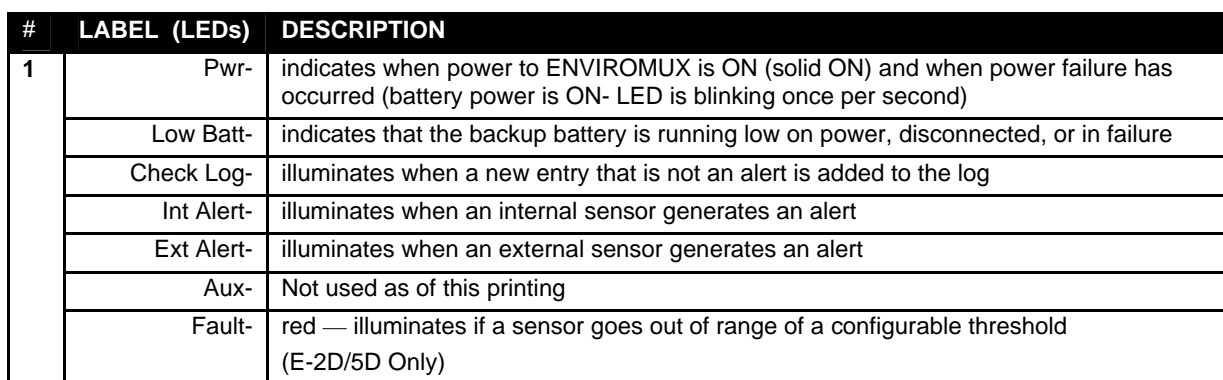 # LABEL (LEDs) DESCRIPTION
1 Pwr- indicates when power to ENVIROMUX is ON (solid ON) and when power failure has
occurred (battery power is ON- LED is blinking once per second)
Low Batt- indicates that the backup battery is running low on power, disconnected, or in failure
Check Log- illuminates when a new entry that is not an alert is added to the log
Int Alert- illuminates when an internal sensor generates an alert
Ext Alert- illuminates when an external sensor generates an alert
Aux- Not used as of this printing
Fault- red — illuminates if a sensor goes out of range of a configurable threshold
(E-2D/5D Only)